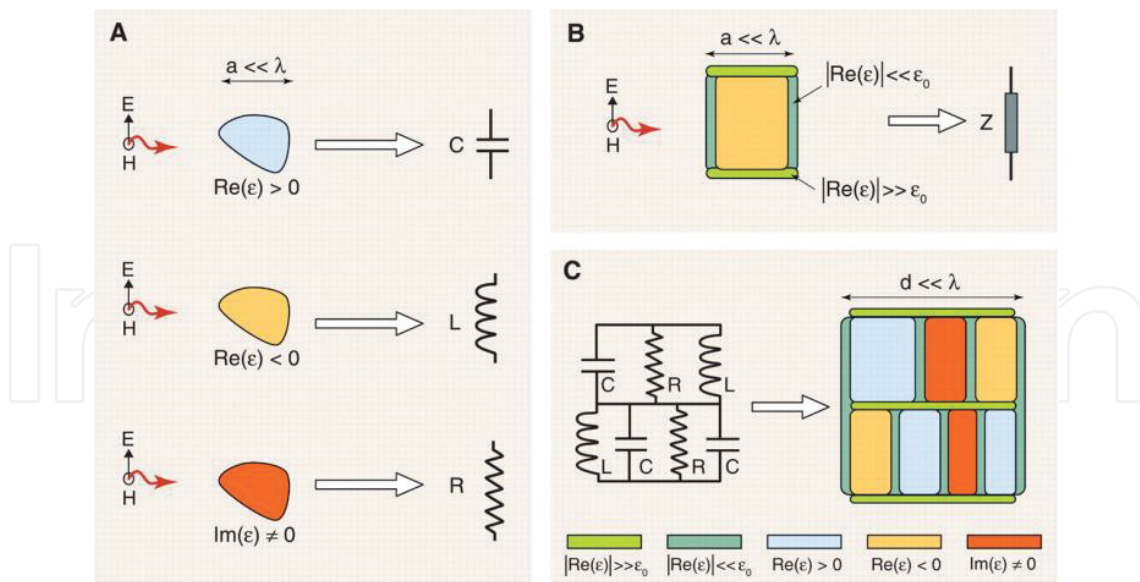 A
a << λ
E
H
Re(ε) > 0
C
E
H
Re(ε) < 0
L
E
H
Im(ε) ≠ 0
R
B
a << λ
E
H
|Re(ε)|<<ε₀
|Re(ε)|>>ε₀
Z
C
d << λ
C R L
L C R C
|Re(ε)|>>ε₀ |Re(ε)|<<ε₀ Re(ε) > 0 Re(ε) < 0 Im(ε) ≠ 0